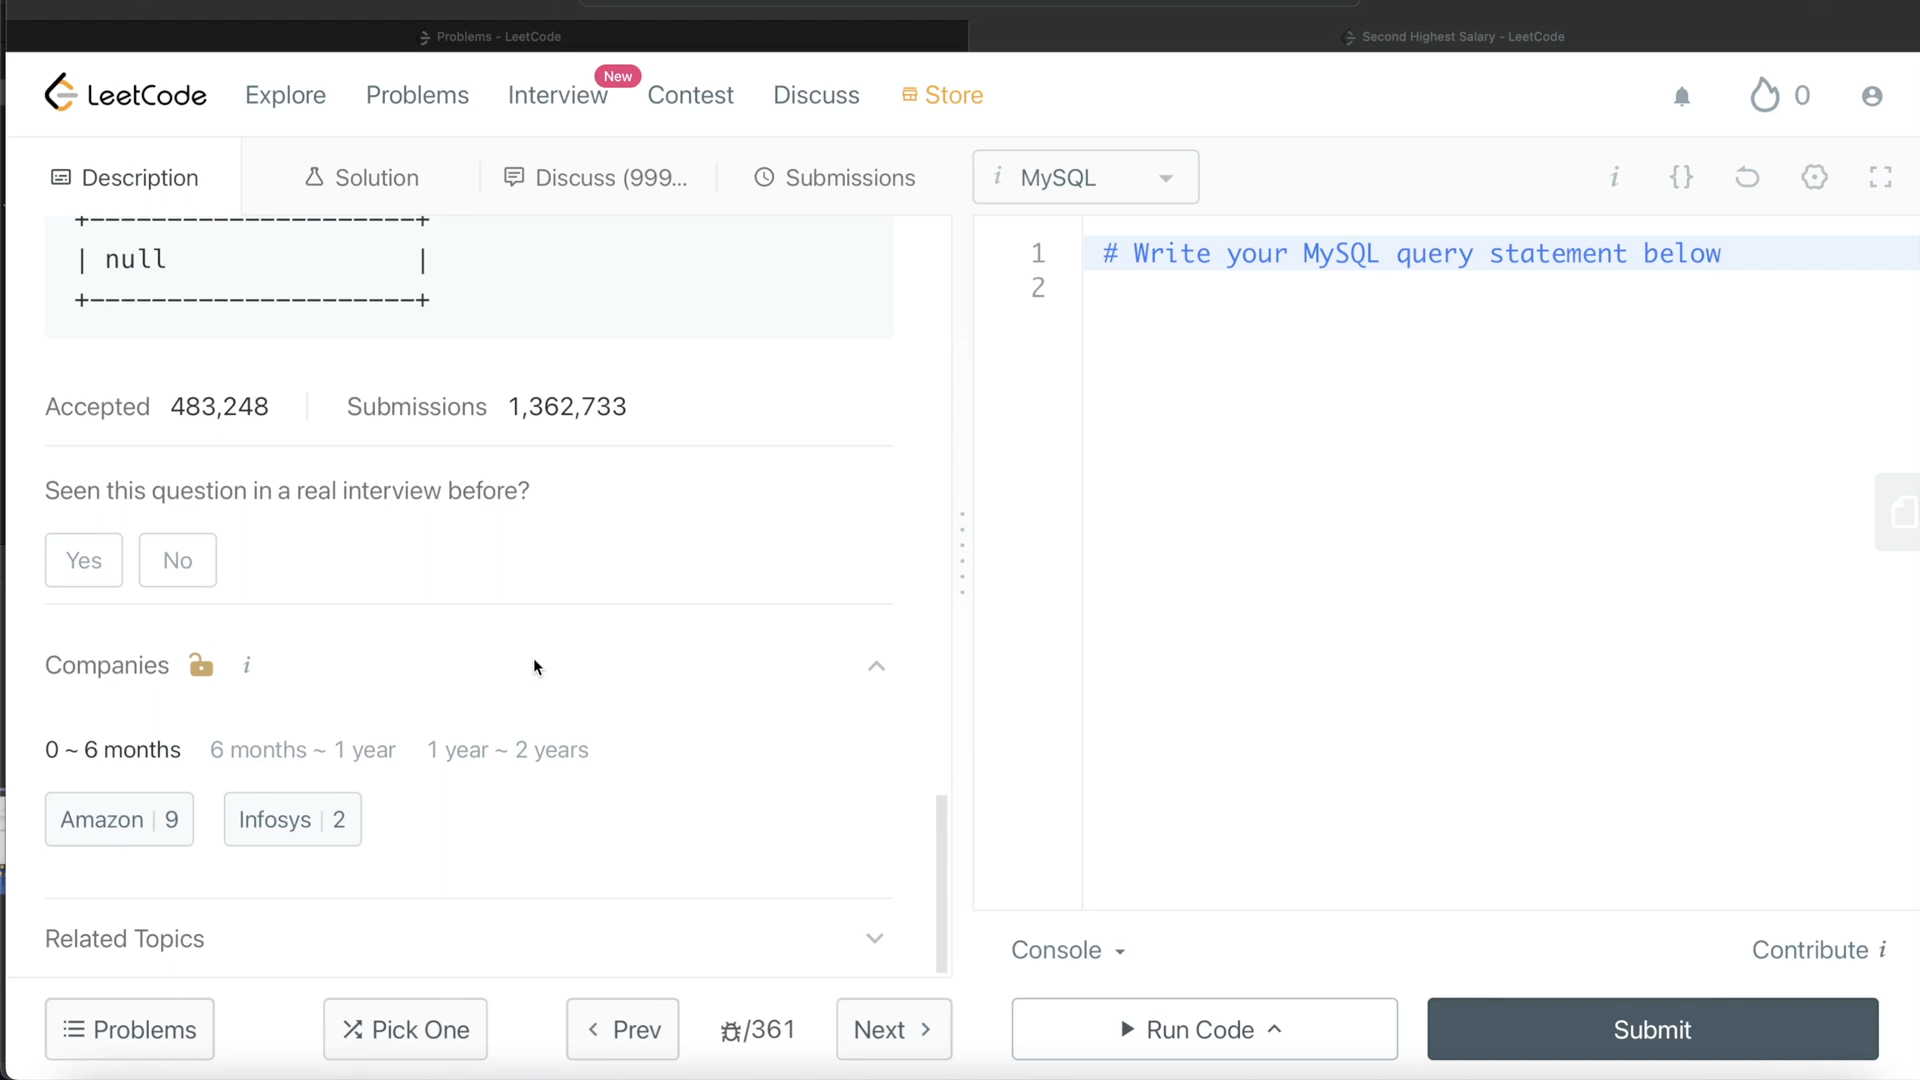 Problems - LeetCode
Second Highest Salary - LeetCode
LeetCode Explore Problems Interview New Contest Discuss Store 0
Description Solution Discuss (999... Submissions
MySQL i {}
+---------------------+
| null |
+---------------------+
1 # Write your MySQL query statement below
2
Accepted 483,248 Submissions 1,362,733
Seen this question in a real interview before?
Yes No
Companies i
0 ~ 6 months 6 months ~ 1 year 1 year ~ 2 years
Amazon | 9 Infosys | 2
Related Topics
Console Contribute i
Problems Pick One Prev /361 Next Run Code Submit